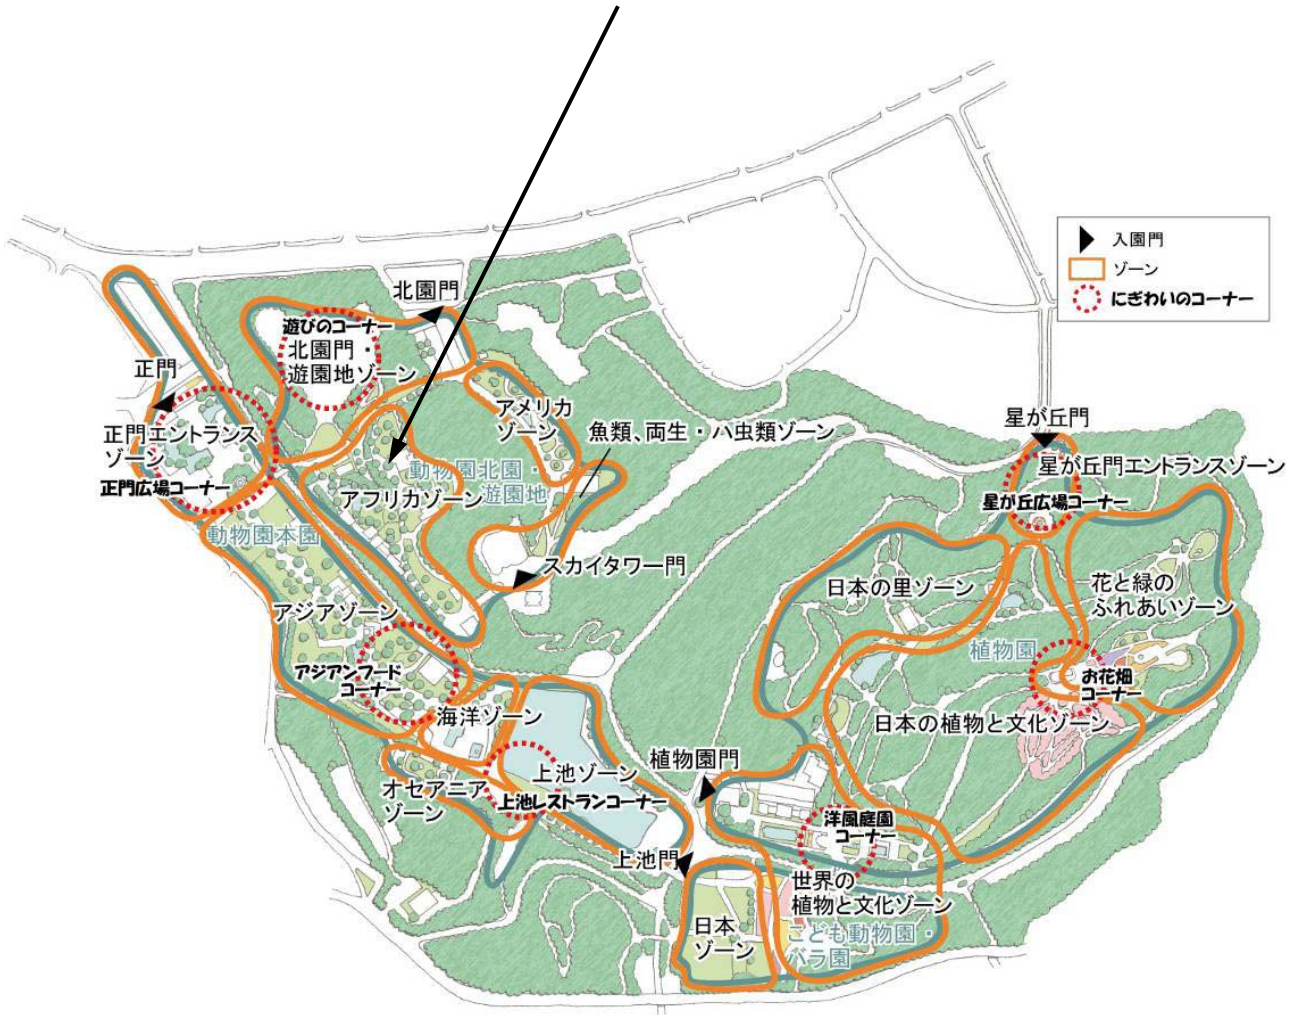 入園門
ゾーン
にぎわいのコーナー
北園門
遊びのコーナー
北園門・
遊園地ゾーン
正門
正門エントランス
ゾーン
正門広場コーナー
アメリカ
ゾーン
魚類、両生・ハ虫類ゾーン
動物園北園・
遊園地
アフリカゾーン
動物園本園
スカイタワー門
アジアゾーン
アジアンフード
コーナー
海洋ゾーン
オセアニア
ゾーン
上池ゾーン
上池レストランコーナー
上池門
植物園門
星が丘門
星が丘門エントランスゾーン
星が丘広場コーナー
日本の里ゾーン
花と緑の
ふれあいゾーン
植物園
お花畑
コーナー
日本の植物と文化ゾーン
洋風庭園
コーナー
世界の
植物と文化ゾーン
日本
ゾーン
こども動物園・
バラ園